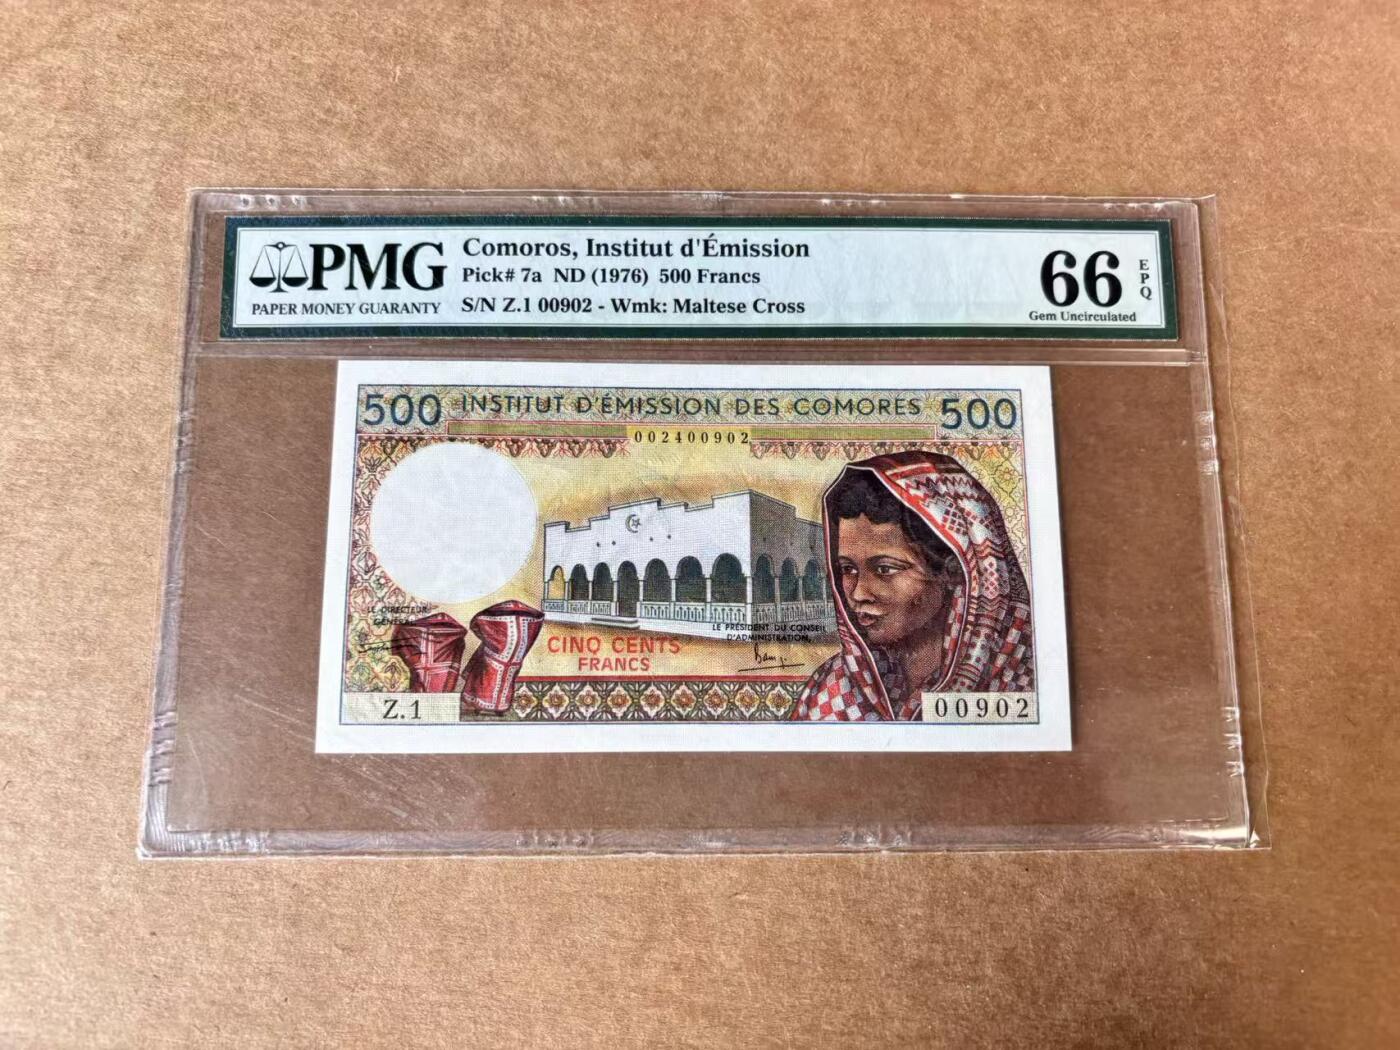 PMG
PAPER MONEY GUARANTY
Comoros, Institut d'Émission
Pick# 7a ND (1976) 500 Francs
S/N Z.1 00902 - Wmk: Maltese Cross
66
EPQ
Gem Uncirculated
500 INSTITUT D'ÉMISSION DES COMORES 500
002400902
LE DIRECTEUR
GÉNÉRAL
CINQ CENTS
FRANCS
LE PRÉSIDENT DU CONSEIL
D'ADMINISTRATION,
Z.1
00902